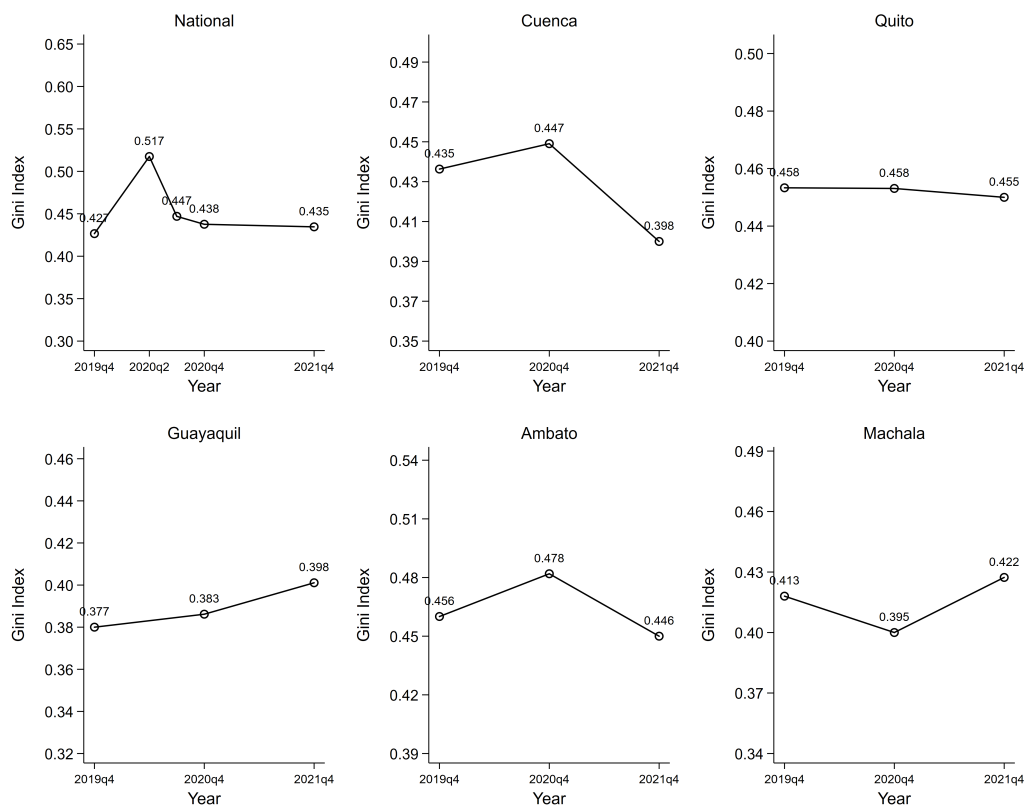 National
Gini Index
0.65
0.60
0.55
0.50
0.45
0.40
0.35
0.30
0.427
0.517
0.447
0.438
0.435
2019q4 2020q2 2020q4 2021q4
Year
Cuenca
Gini Index
0.49
0.47
0.45
0.43
0.41
0.39
0.37
0.35
0.435
0.447
0.398
2019q4 2020q4 2021q4
Year
Quito
Gini Index
0.50
0.48
0.46
0.44
0.42
0.40
0.458
0.458
0.455
2019q4 2020q4 2021q4
Year
Guayaquil
Gini Index
0.46
0.44
0.42
0.40
0.38
0.36
0.34
0.32
0.377
0.383
0.398
2019q4 2020q4 2021q4
Year
Ambato
Gini Index
0.54
0.51
0.48
0.45
0.42
0.39
0.456
0.478
0.446
2019q4 2020q4 2021q4
Year
Machala
Gini Index
0.49
0.46
0.43
0.40
0.37
0.34
0.413
0.395
0.422
2019q4 2020q4 2021q4
Year